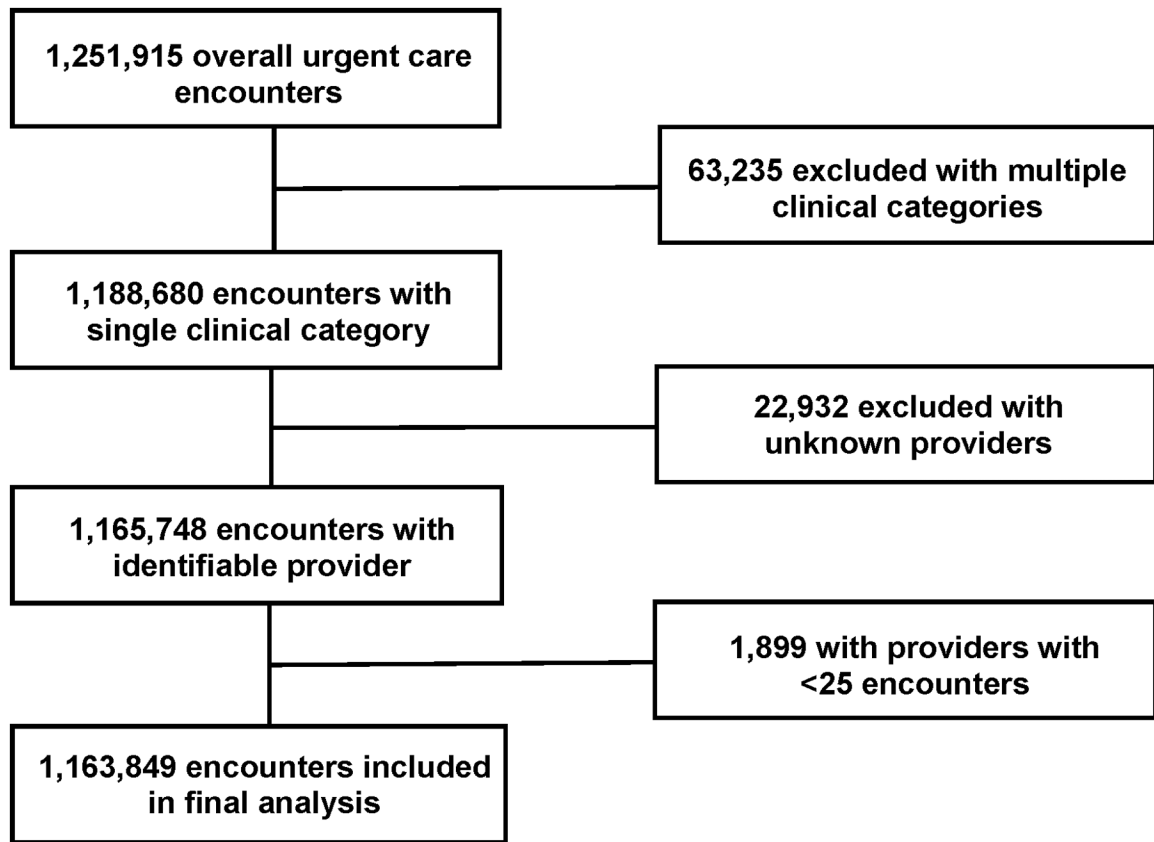 1,251,915 overall urgent care
encounters
63,235 excluded with multiple
clinical categories
1,188,680 encounters with
single clinical category
22,932 excluded with
unknown providers
1,165,748 encounters with
identifiable provider
1,899 with providers with
<25 encounters
1,163,849 encounters included
in final analysis